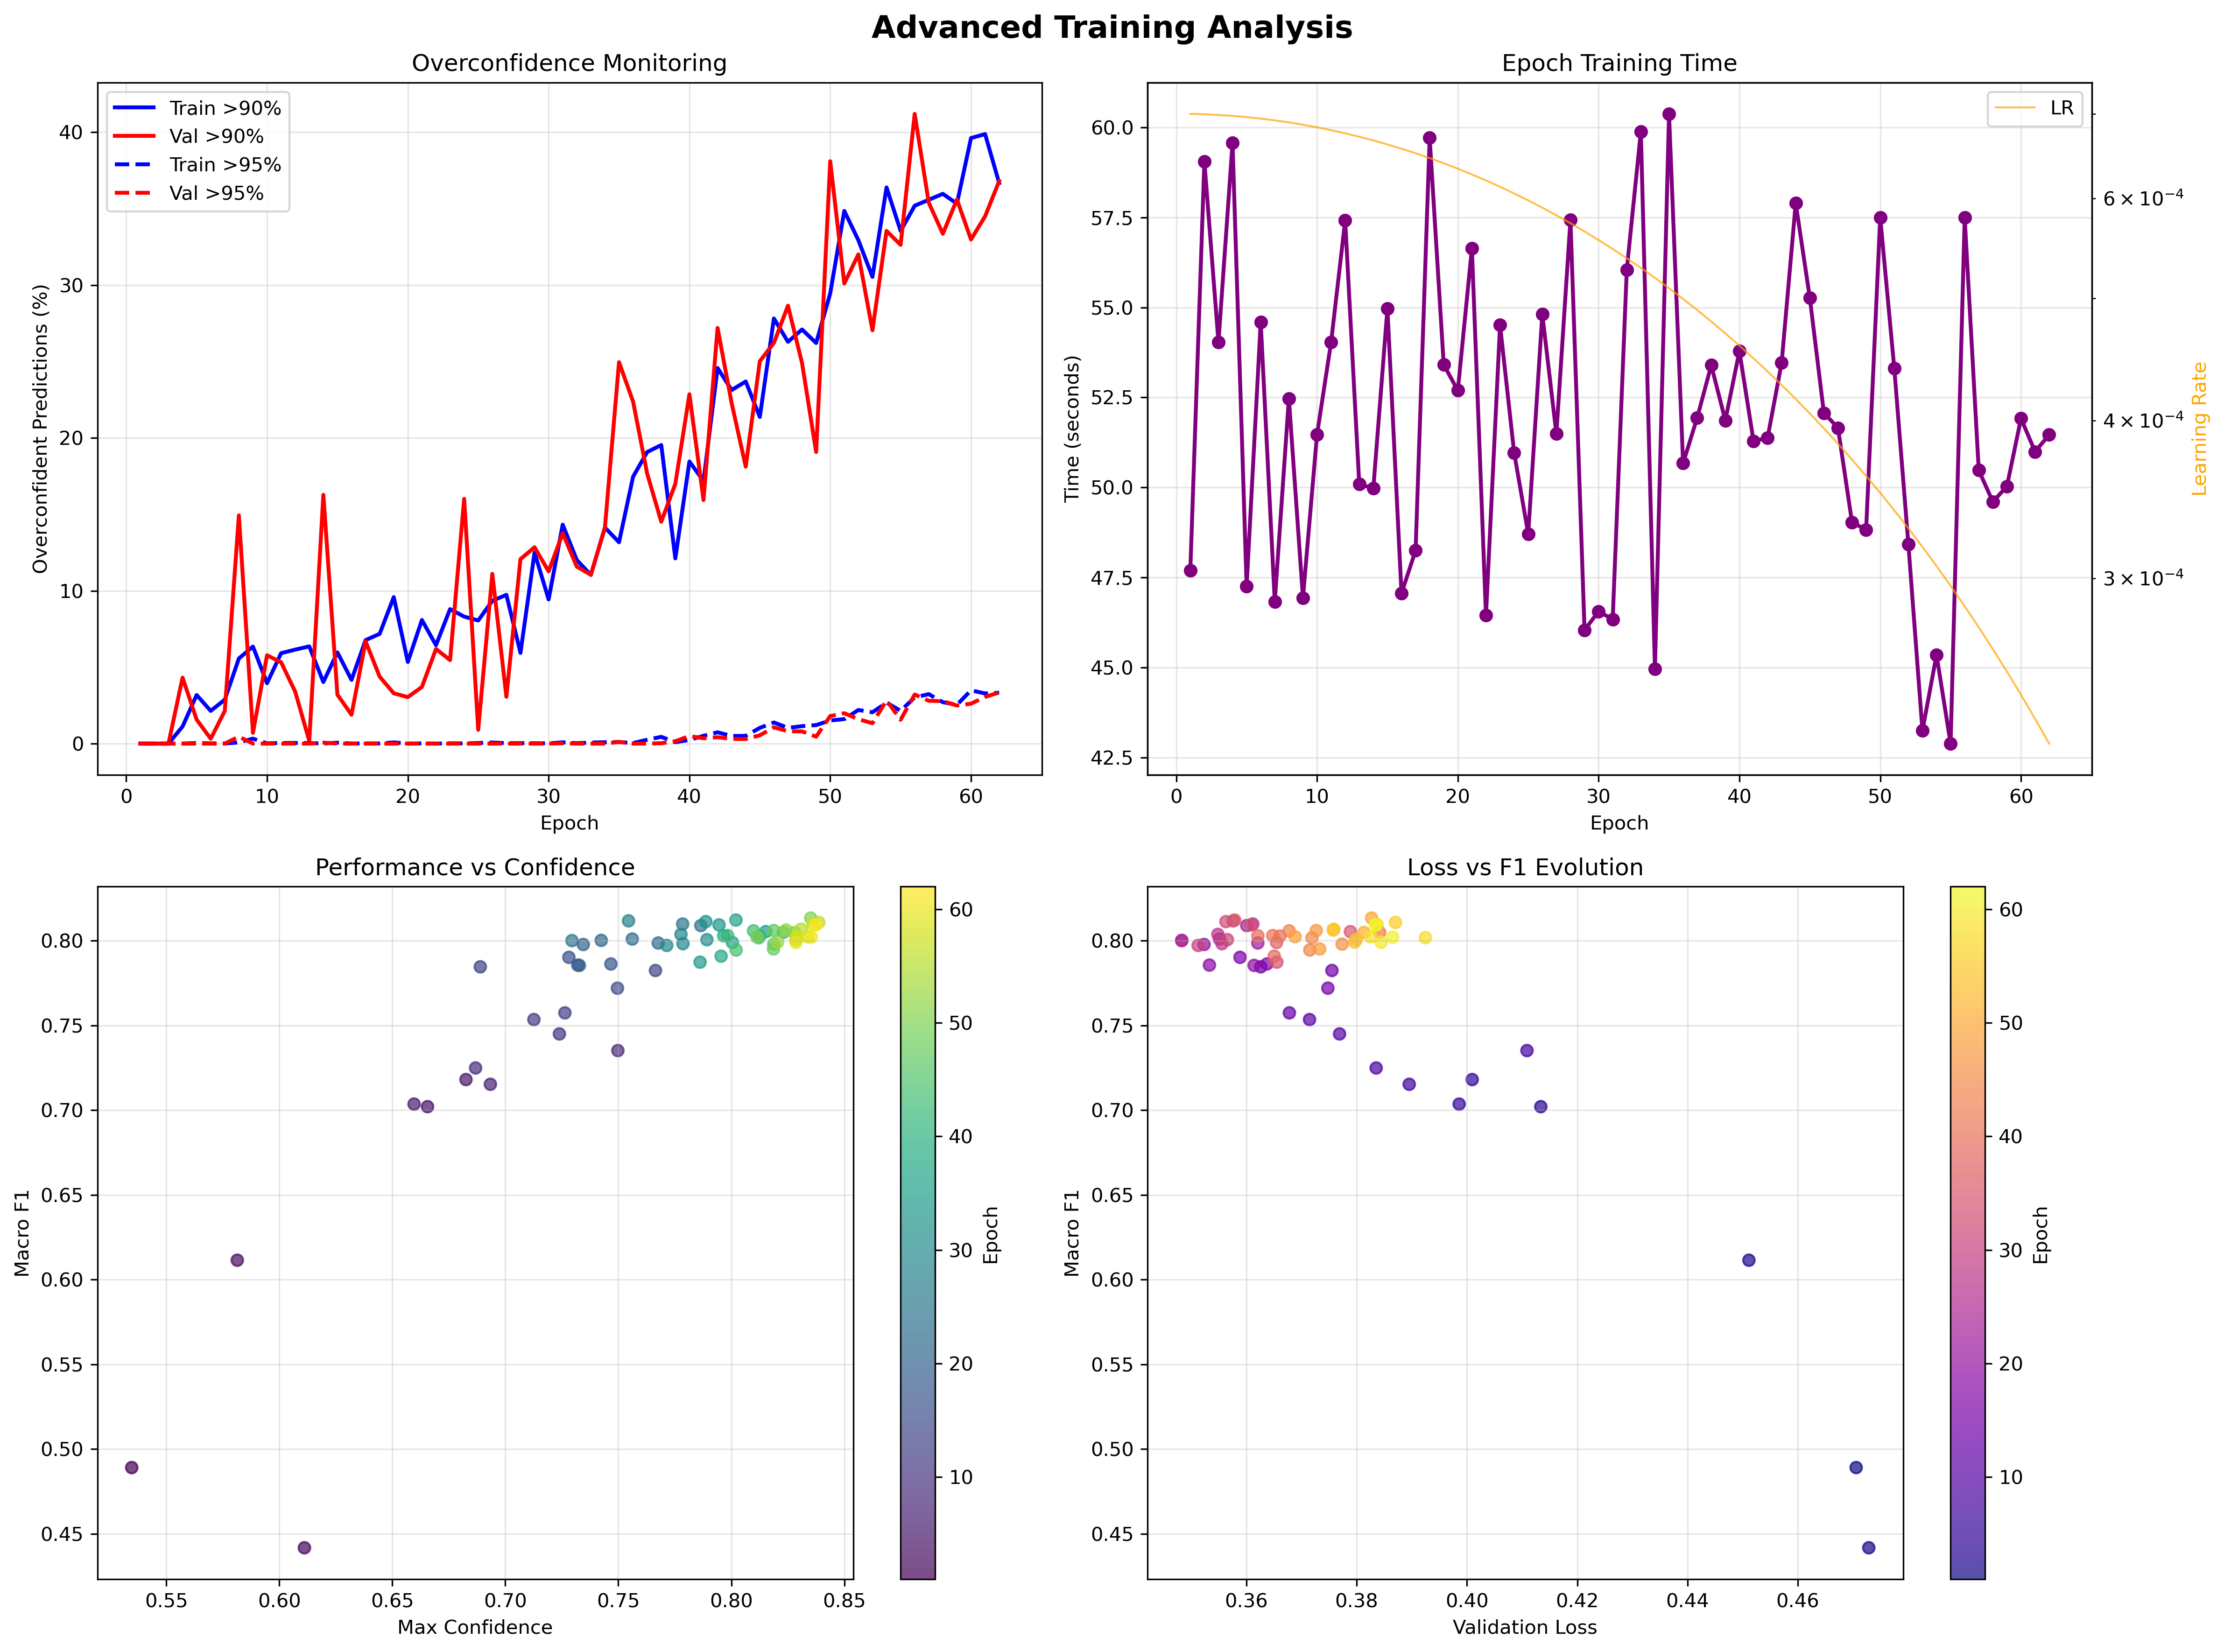 Advanced Training Analysis
Overconfidence Monitoring
Train >90%
Val >90%
Train >95%
Val >95%
Overconfident Predictions (%)
40
30
20
10
0
0 10 20 30 40 50 60
Epoch
Epoch Training Time
LR
Time (seconds)
60.0
57.5
55.0
52.5
50.0
47.5
45.0
42.5
0 10 20 30 40 50 60
Epoch
6 × 10⁻⁴
4 × 10⁻⁴
3 × 10⁻⁴
Learning Rate
Performance vs Confidence
Macro F1
0.80
0.75
0.70
0.65
0.60
0.55
0.50
0.45
0.55 0.60 0.65 0.70 0.75 0.80 0.85
Max Confidence
60
50
40
30
20
10
Epoch
Loss vs F1 Evolution
Macro F1
0.80
0.75
0.70
0.65
0.60
0.55
0.50
0.45
0.36 0.38 0.40 0.42 0.44 0.46
Validation Loss
60
50
40
30
20
10
Epoch